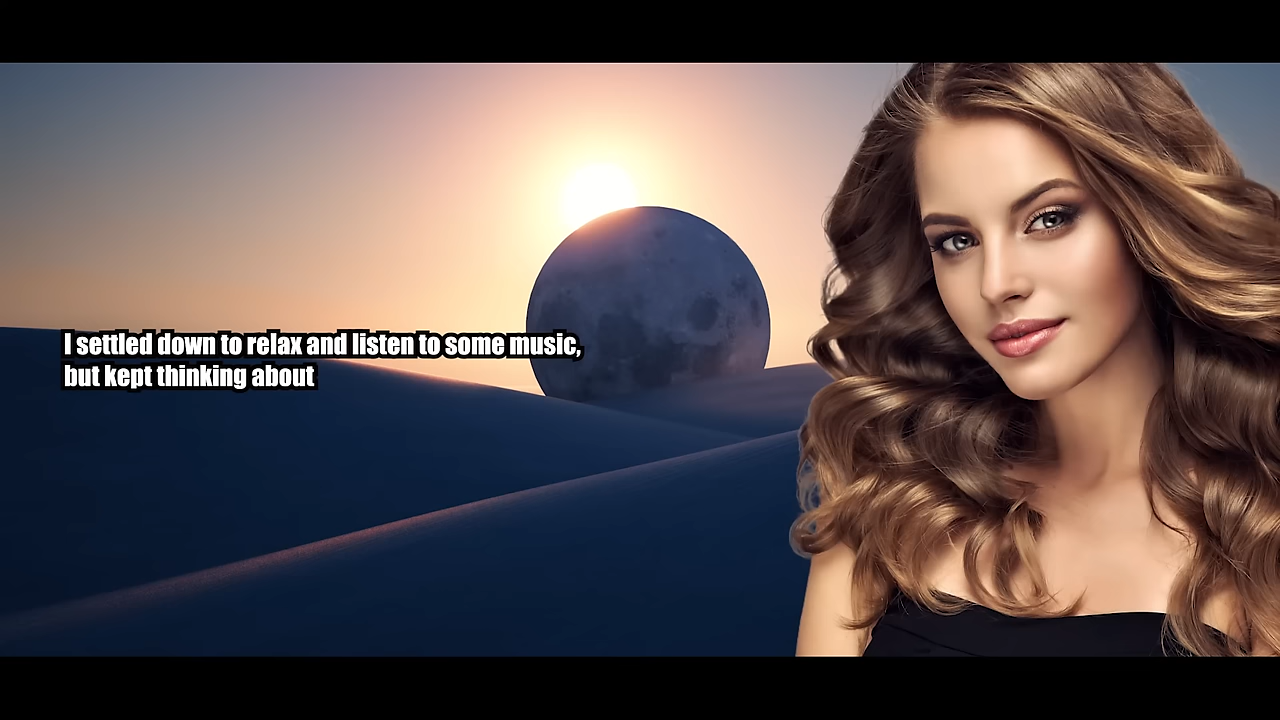 I settled down to relax and listen to some music,
but kept thinking about